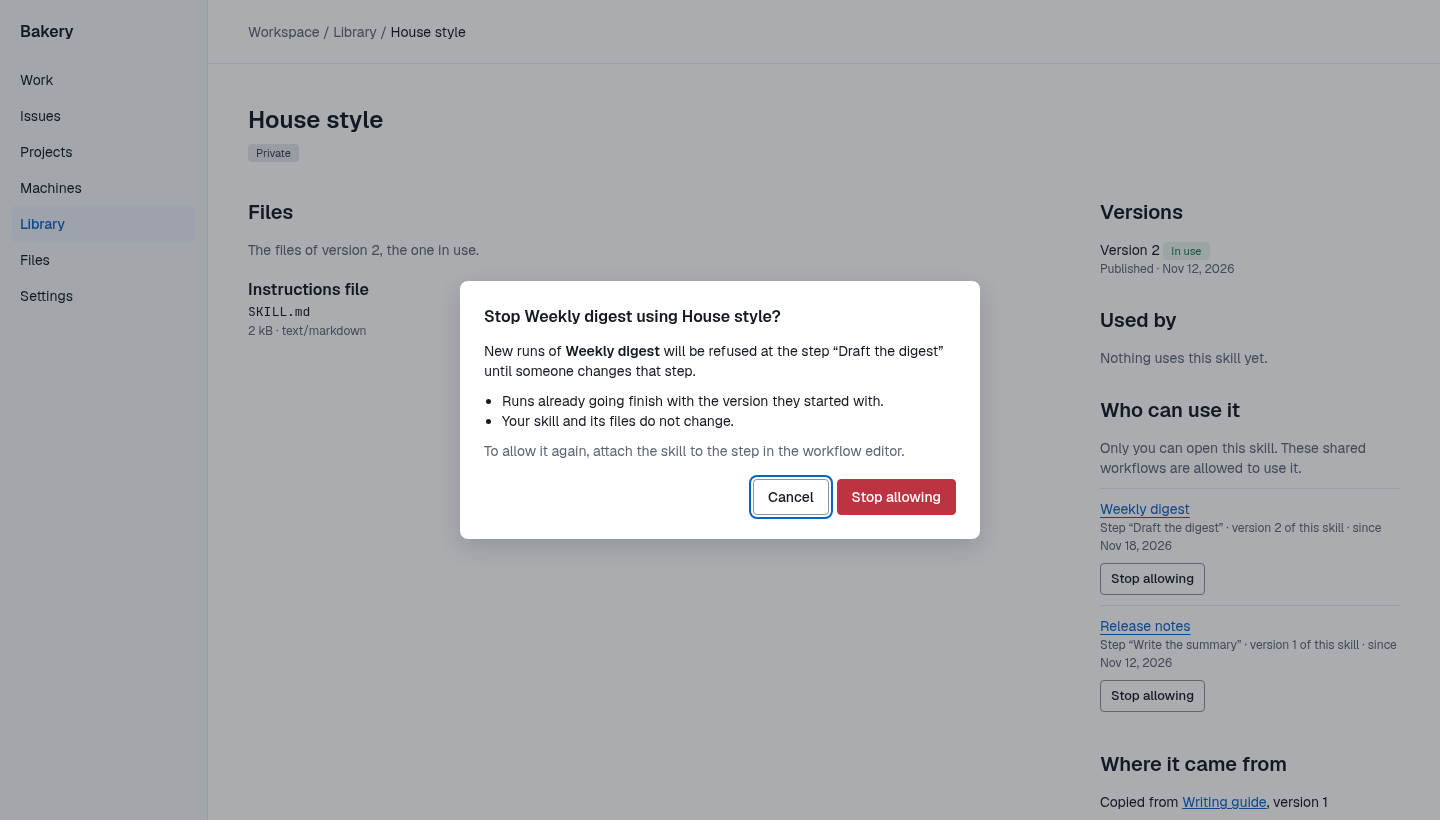 Bakery
Work
Issues
Projects
Machines
Library
Files
Settings
Workspace / Library / House style
House style
Private
Files
The files of version 2, the one in use.
Instructions file
SKILL.md
2 kB · text/markdown
Stop Weekly digest using House style?
New runs of Weekly digest will be refused at the step “Draft the digest”
until someone changes that step.
• Runs already going finish with the version they started with.
• Your skill and its files do not change.
To allow it again, attach the skill to the step in the workflow editor.
Cancel
Stop allowing
Versions
Version 2 In use
Published · Nov 12, 2026
Used by
Nothing uses this skill yet.
Who can use it
Only you can open this skill. These shared
workflows are allowed to use it.
Weekly digest
Step “Draft the digest” · version 2 of this skill · since
Nov 18, 2026
Stop allowing
Release notes
Step “Write the summary” · version 1 of this skill · since
Nov 12, 2026
Stop allowing
Where it came from
Copied from Writing guide, version 1